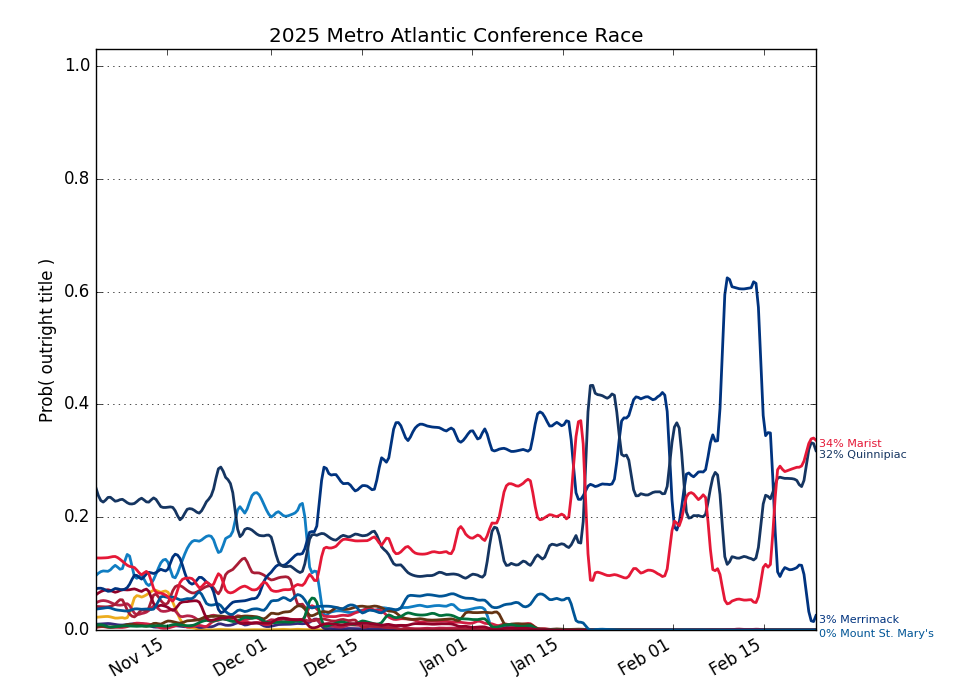 2025 Metro Atlantic Conference Race
Prob( outright title )
1.0
0.8
0.6
0.4
0.2
0.0
34% Marist
32% Quinnipiac
3% Merrimack
0% Mount St. Mary's
Nov 15
Dec 01
Dec 15
Jan 01
Jan 15
Feb 01
Feb 15